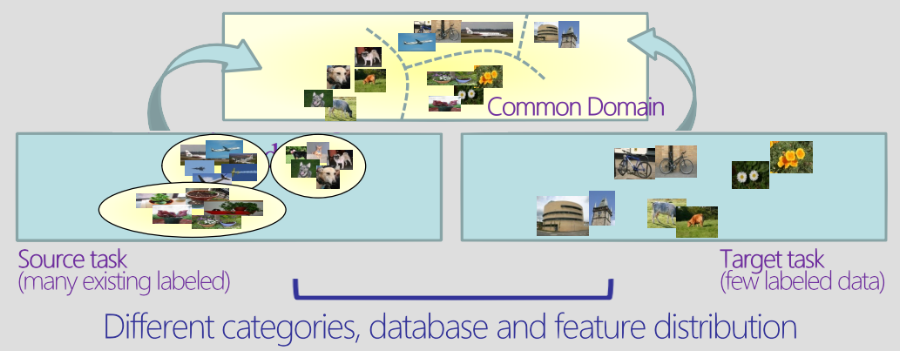 Common Domain
Source task
(many existing labeled)
Target task
(few labeled data)
Different categories, database and feature distribution